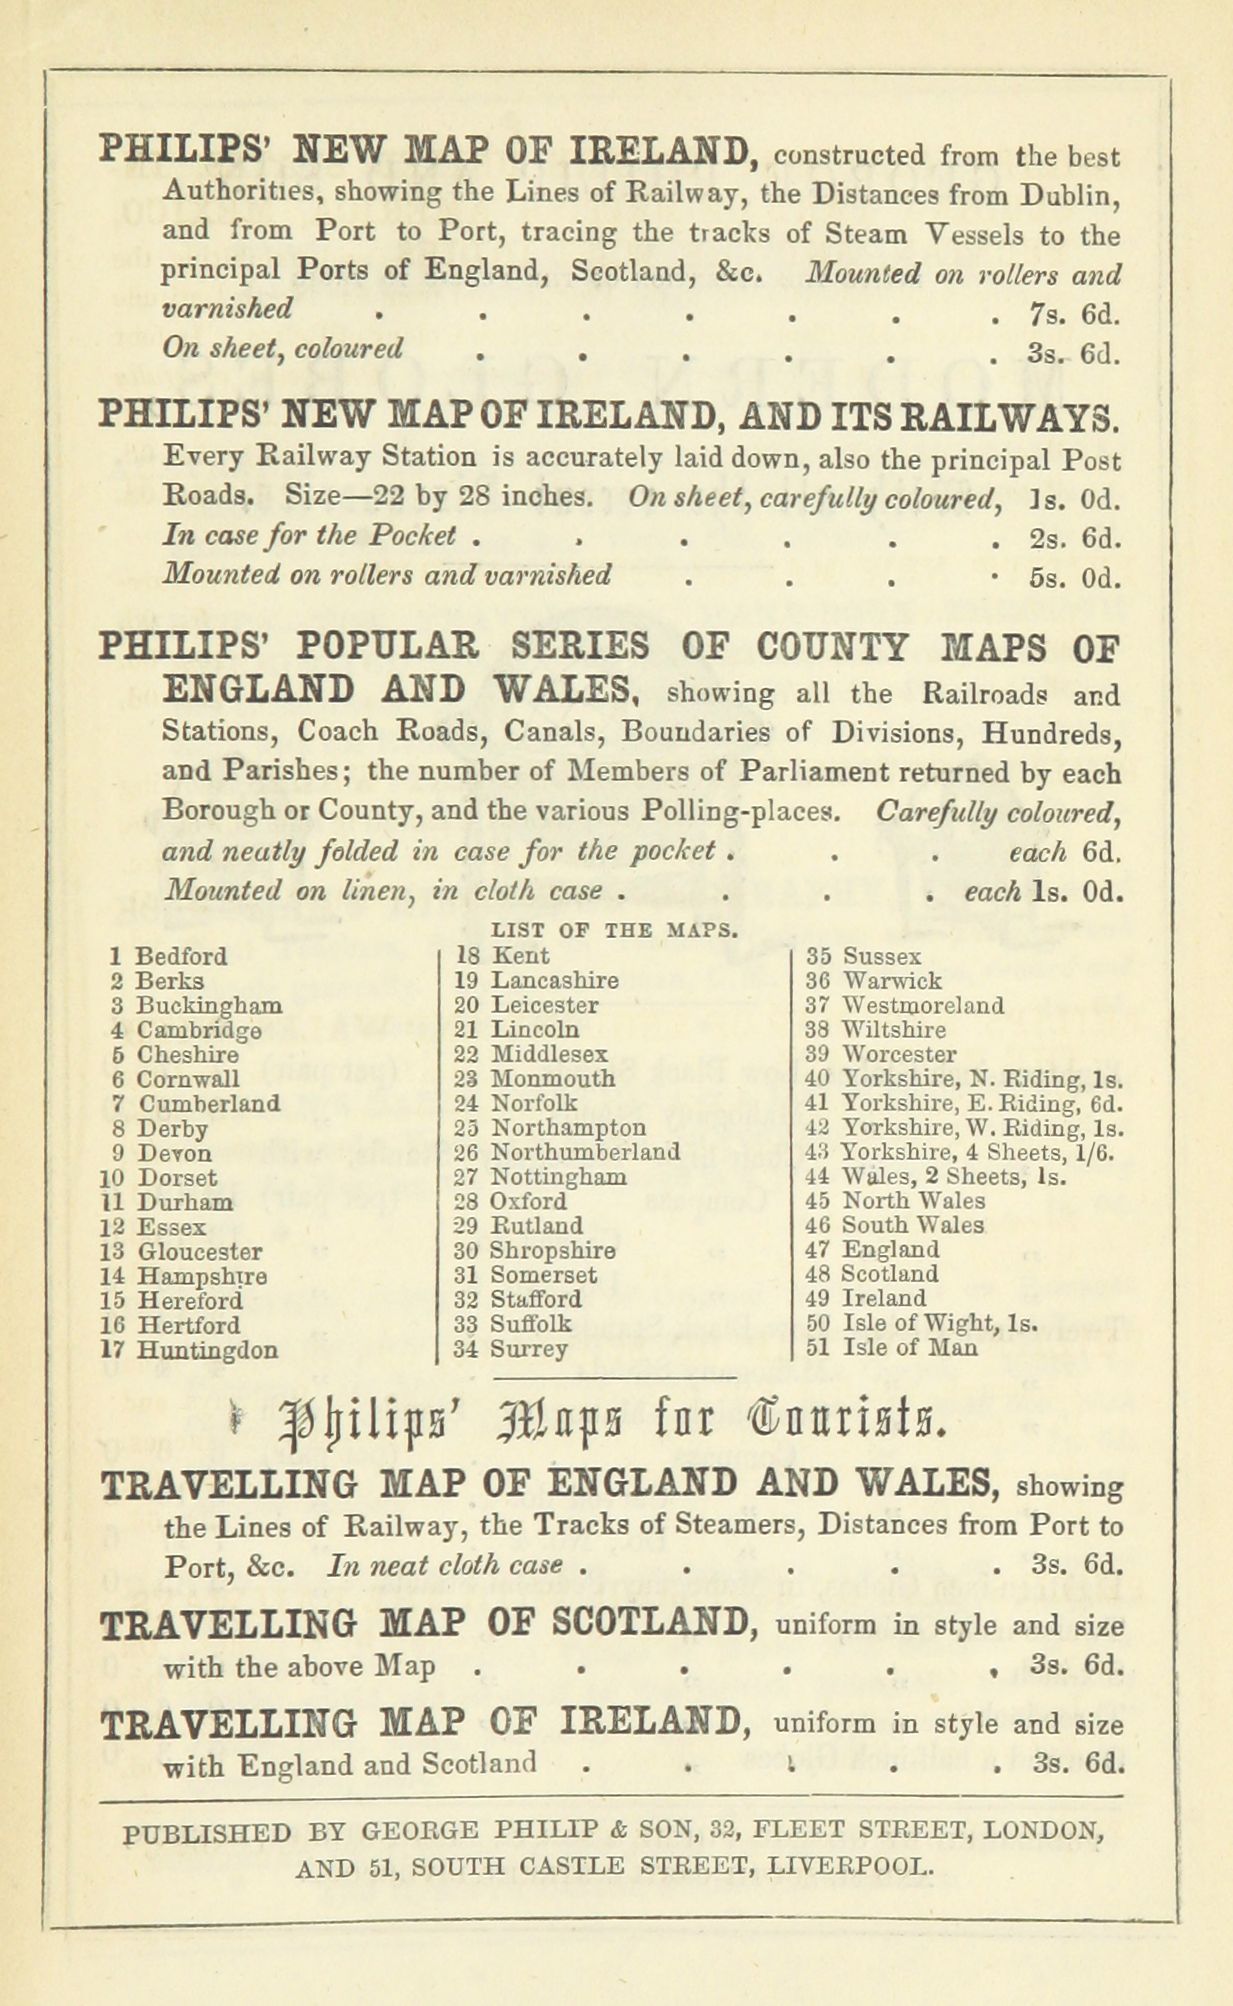 PHILIPS' NEW MAP OF IRELAND, constructed from the best
Authorities, showing the Lines of Railway, the Distances from Dublin,
and from Port to Port, tracing the tracks of Steam Vessels to the
principal Ports of England, Scotland, &c. Mounted on rollers and
varnished . . . . . . . 7s. 6d.
On sheet, coloured . . . . . . 3s. 6d.
PHILIPS' NEW MAP OF IRELAND, AND ITS RAILWAYS.
Every Railway Station is accurately laid down, also the principal Post
Roads. Size—22 by 28 inches. On sheet, carefully coloured, 1s. 0d.
In case for the Pocket . . . . . . 2s. 6d.
Mounted on rollers and varnished . . . . 5s. 0d.
PHILIPS' POPULAR SERIES OF COUNTY MAPS OF
ENGLAND AND WALES, showing all the Railroads and
Stations, Coach Roads, Canals, Boundaries of Divisions, Hundreds,
and Parishes; the number of Members of Parliament returned by each
Borough or County, and the various Polling-places. Carefully coloured,
and neatly folded in case for the pocket . . . each 6d.
Mounted on linen, in cloth case . . . . each 1s. 0d.
LIST OF THE MAPS.
1 Bedford
2 Berks
3 Buckingham
4 Cambridge
5 Cheshire
6 Cornwall
7 Cumberland
8 Derby
9 Devon
10 Dorset
11 Durham
12 Essex
13 Gloucester
14 Hampshire
15 Hereford
16 Hertford
17 Huntingdon
18 Kent
19 Lancashire
20 Leicester
21 Lincoln
22 Middlesex
23 Monmouth
24 Norfolk
25 Northampton
26 Northumberland
27 Nottingham
28 Oxford
29 Rutland
30 Shropshire
31 Somerset
32 Stafford
33 Suffolk
34 Surrey
35 Sussex
36 Warwick
37 Westmoreland
38 Wiltshire
39 Worcester
40 Yorkshire, N. Riding, 1s.
41 Yorkshire, E. Riding, 6d.
42 Yorkshire, W. Riding, 1s.
43 Yorkshire, 4 Sheets, 1/6.
44 Wales, 2 Sheets, 1s.
45 North Wales
46 South Wales
47 England
48 Scotland
49 Ireland
50 Isle of Wight, 1s.
51 Isle of Man
Philips' Maps for Tourists.
TRAVELLING MAP OF ENGLAND AND WALES, showing
the Lines of Railway, the Tracks of Steamers, Distances from Port to
Port, &c. In neat cloth case . . . . . 3s. 6d.
TRAVELLING MAP OF SCOTLAND, uniform in style and size
with the above Map . . . . . . 3s. 6d.
TRAVELLING MAP OF IRELAND, uniform in style and size
with England and Scotland . . . . . 3s. 6d.
PUBLISHED BY GEORGE PHILIP & SON, 32, FLEET STREET, LONDON,
AND 51, SOUTH CASTLE STREET, LIVERPOOL.